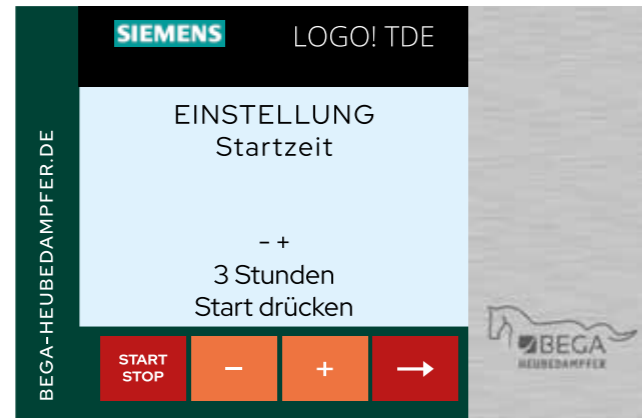 SIEMENS LOGO! TDE
EINSTELLUNG
Startzeit
- +
3 Stunden
Start drücken
START
STOP
- + →
BEGA-HEUBEDAMPFER.DE
BEGA
HEUBEDAMPFER